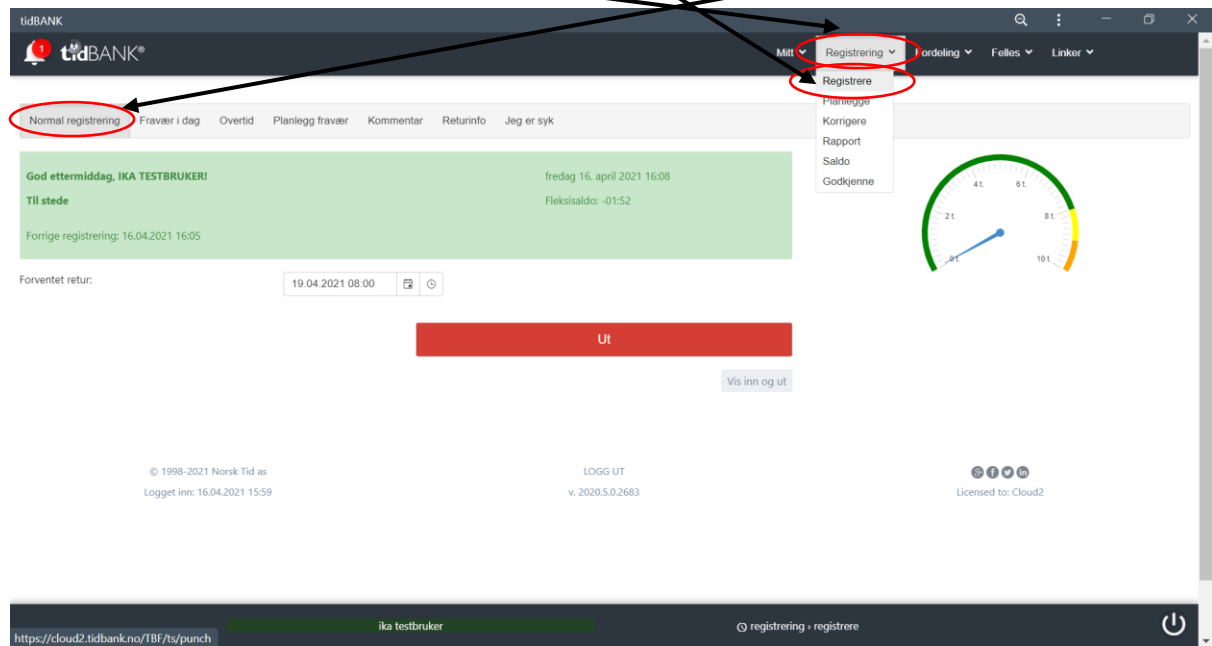 tidBANK
1
tidBANK®
Mitt
Registrering
Fordeling
Felles
Linker
Registrere
Planlegge
Korrigere
Rapport
Saldo
Godkjenne
Normal registrering Fravær i dag Overtid Planlegg fravær Kommentar Returinfo Jeg er syk
God ettermiddag, IKA TESTBRUKER! fredag 16. april 2021 16:08
Til stede Fleksisaldo: -01:52
Forrige registrering: 16.04.2021 16:05
0 t. 2 t. 4 t. 6 t. 8 t. 10 t.
Forventet retur: 19.04.2021 08:00
Ut
Vis inn og ut
© 1998-2021 Norsk Tid as LOGG UT
Logget inn: 16.04.2021 15:59 v. 2020.5.0.2683 Licensed to: Cloud2
ika testbruker registrering › registrere
https://cloud2.tidbank.no/TBF/ts/punch